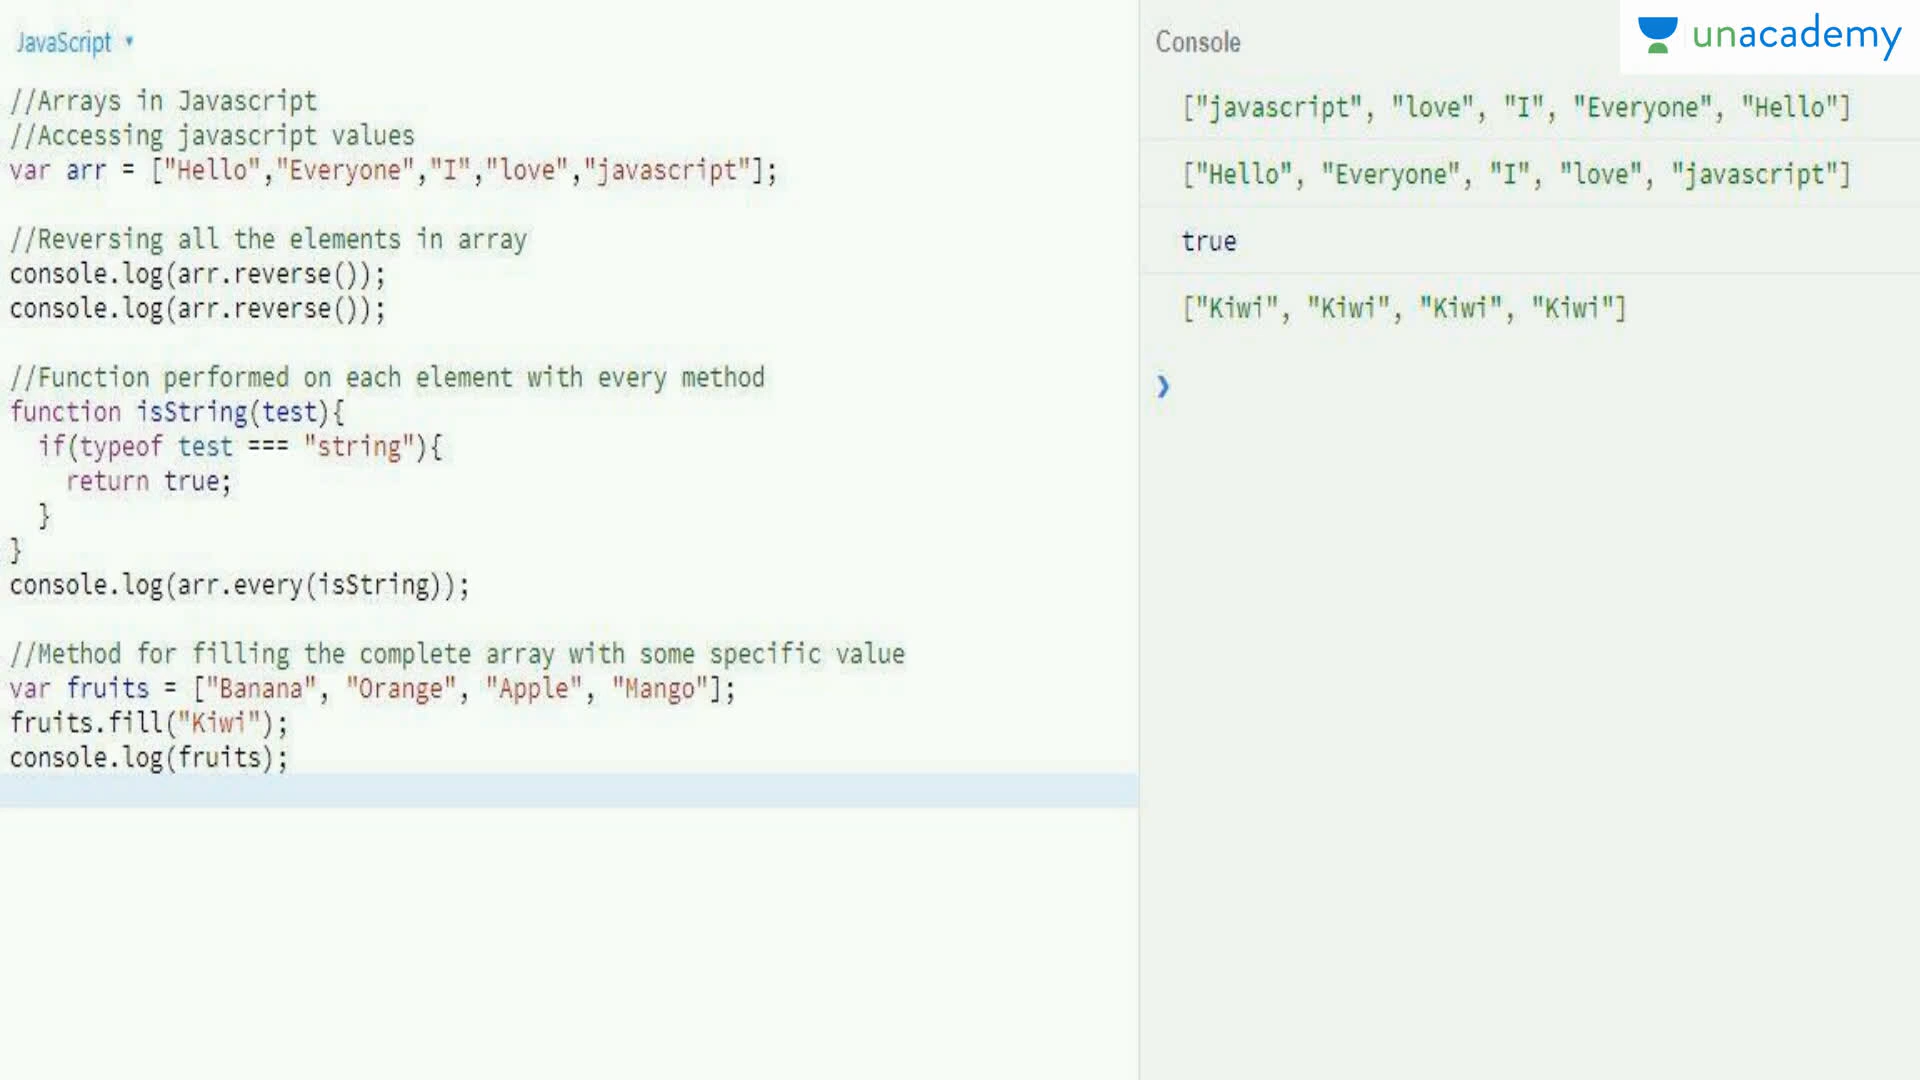 JavaScript
//Arrays in Javascript
//Accessing javascript values
var arr = ["Hello","Everyone","I","love","javascript"];
//Reversing all the elements in array
console.log(arr.reverse());
console.log(arr.reverse());
//Function performed on each element with every method
function isString(test){
  if(typeof test === "string"){
    return true;
  }
}
console.log(arr.every(isString));
//Method for filling the complete array with some specific value
var fruits = ["Banana", "Orange", "Apple", "Mango"];
fruits.fill("Kiwi");
console.log(fruits);
Console
unacademy
["javascript", "love", "I", "Everyone", "Hello"]
["Hello", "Everyone", "I", "love", "javascript"]
true
["Kiwi", "Kiwi", "Kiwi", "Kiwi"]